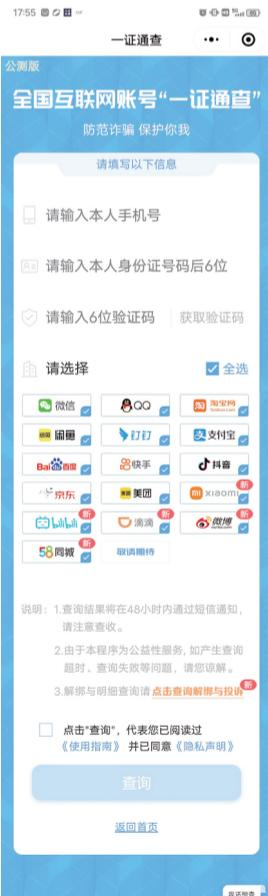 17:55
一证通查
公测版
全国互联网账号“一证通查”
防范诈骗 保护你我
请填写以下信息
请输入本人手机号
请输入本人身份证号码后6位
请输入6位验证码 获取验证码
请选择 全选
微信 QQ 淘宝网
闲鱼 钉钉 支付宝
Bai百度 快手 抖音
京东 美团 xiaomi 新
bilibili 新 滴滴 新 微博 新
58同城 新 敬请期待
说明：1.查询结果将在48小时内通过短信通知，
请注意查收。
2.由于本程序为公益性服务, 如产生查询
超时、查询失败等问题，请您谅解。
3.解绑与明细查询请点击查询解绑与投诉 新
点击"查询"，代表您已阅读过
《使用指南》 并已同意《隐私声明》
查询
返回首页